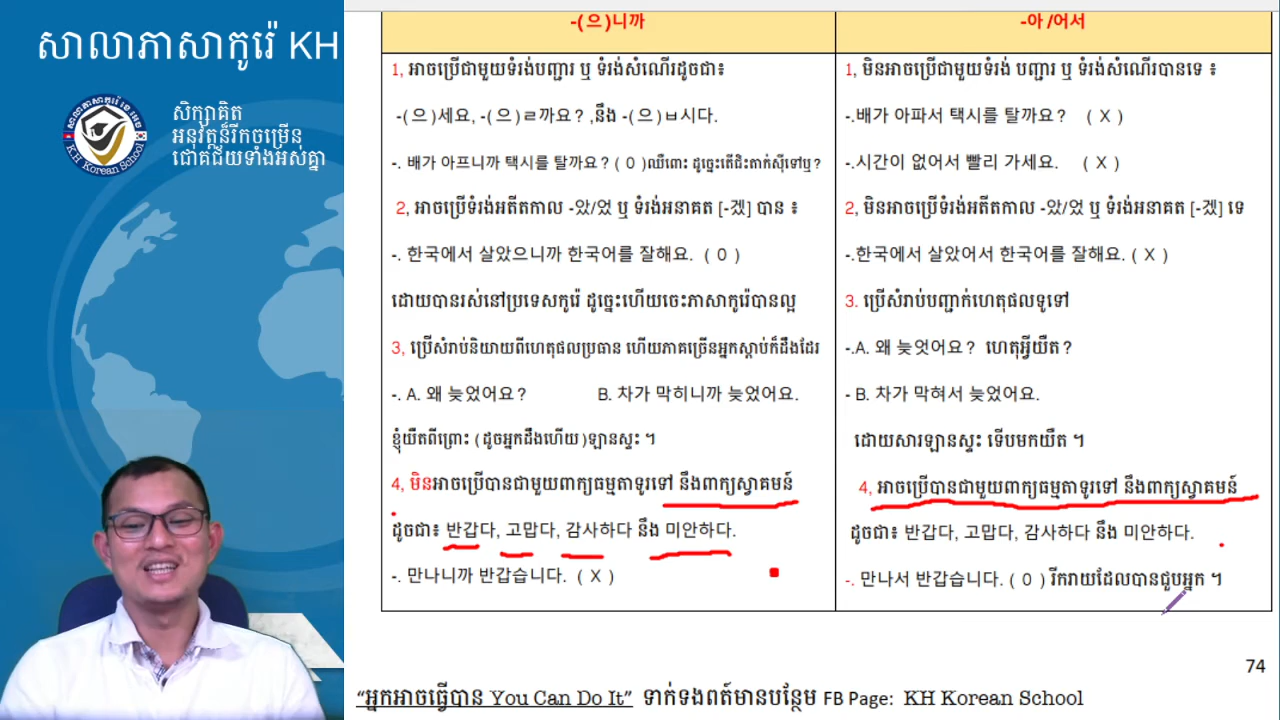 សាលាភាសាកូរ៉េ KH
សាលាភាសាកូរ៉េ ខេ អេច
K.H Korean School
សិក្សាគិត
អនុវត្តន៏រីកចម្រើន
ជោគជ័យទាំងអស់គ្នា
-(으)니까
1, អាចប្រើជាមួយទំរង់បញ្ជារ ឬ ទំរង់សំណើរដូចជា៖
-(으)세요, -(으)ㄹ까요? ,នឹង -(으)ㅂ시다.
-. 배가 아프니까 택시를 탈까요? ( O )ឈឺពោះ ដូច្នេះតើជិះតាក់ស៊ីទៅឬ?
2, អាចប្រើទំរង់អតីតកាល -았/었 ឬ ទំរង់អនាគត [-겠] បាន ៖
-. 한국에서 살았으니까 한국어를 잘해요. ( O )
ដោយបានរស់នៅប្រទេសកូរ៉េ ដូច្នេះហើយចេះភាសាកូរ៉េបានល្អ
3, ប្រើសំរាប់និយាយពីហេតុផលប្រធាន ហើយភាគច្រើនអ្នកស្តាប់ក៏ដឹងដែរ
-. A. 왜 늦었어요? B. 차가 막히니까 늦었어요.
ខ្ញុំយឺតពីព្រោះ (ដូចអ្នកដឹងហើយ)ឡានស្ទះ ។
4, មិនអាចប្រើបានជាមួយពាក្យធម្មតាទូរទៅ នឹងពាក្យស្វាគមន៍
ដូចជា៖ 반갑다, 고맙다, 감사하다 នឹង 미안하다.
-. 만나니까 반갑습니다. ( X )
-아/어서
1, មិនអាចប្រើជាមួយទំរង់ បញ្ជារ ឬ ទំរង់សំណើរបានទេ ៖
-.배가 아파서 택시를 탈까요? ( X )
-.시간이 없어서 빨리 가세요. ( X )
2, មិនអាចប្រើទំរង់អតីតកាល -았/었 ឬ ទំរង់អនាគត [-겠] ទេ
-.한국에서 살았어서 한국어를 잘해요. ( X )
3. ប្រើសំរាប់បញ្ជាក់ហេតុផលទូទៅ
-.A. 왜 늦엇어요? ហេតុអ្វីយឺត?
- B. 차가 막혀서 늦었어요.
ដោយសារឡានស្ទះ ទើបមកយឺត ។
4, អាចប្រើបានជាមួយពាក្យធម្មតាទូរទៅ នឹងពាក្យស្វាគមន៍
ដូចជា៖ 반갑다, 고맙다, 감사하다 នឹង 미안하다.
-. 만나서 반갑습니다. ( O ) រីករាយដែលបានជួបអ្នក ។
74
“អ្នកអាចធ្វើបាន You Can Do It” ទាក់ទងពត៍មានបន្ថែម FB Page: KH Korean School